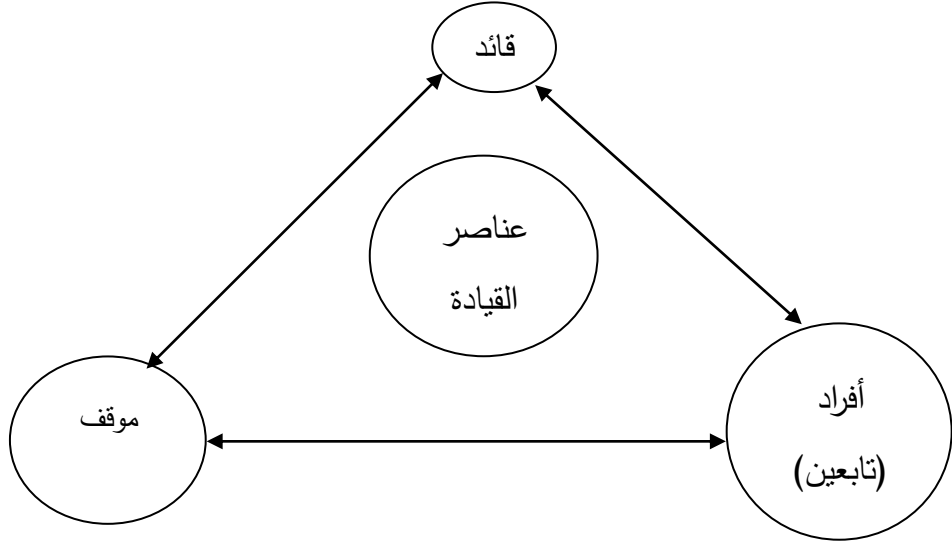 قائد
عناصر
القيادة
موقف
أفراد
(تابعين)